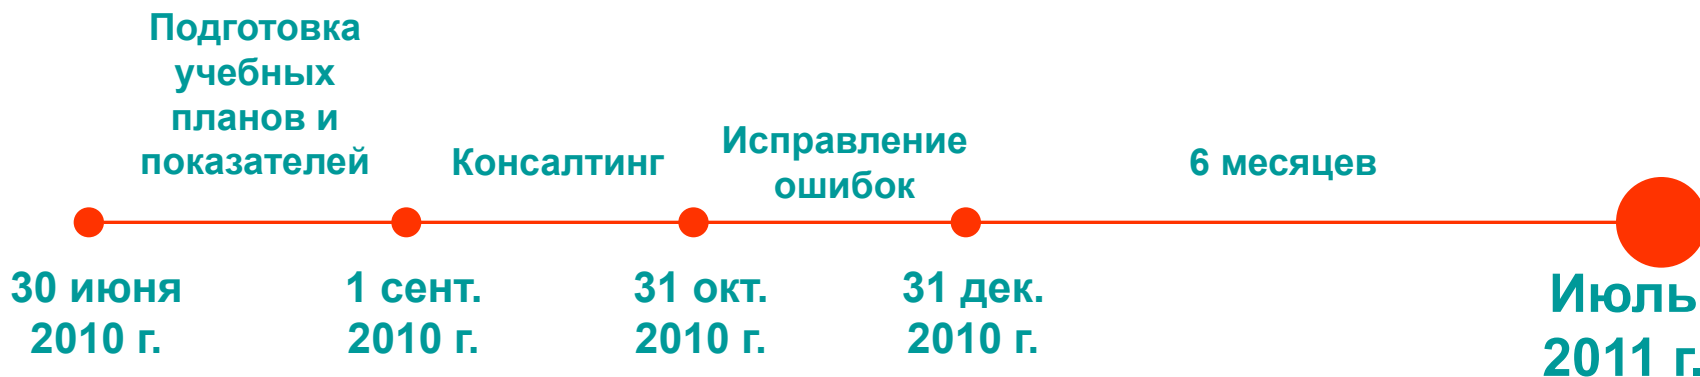 Подготовка
учебных
планов и
показателей
Консалтинг
Исправление
ошибок
6 месяцев
30 июня
2010 г.
1 сент.
2010 г.
31 окт.
2010 г.
31 дек.
2010 г.
Июль
2011 г.